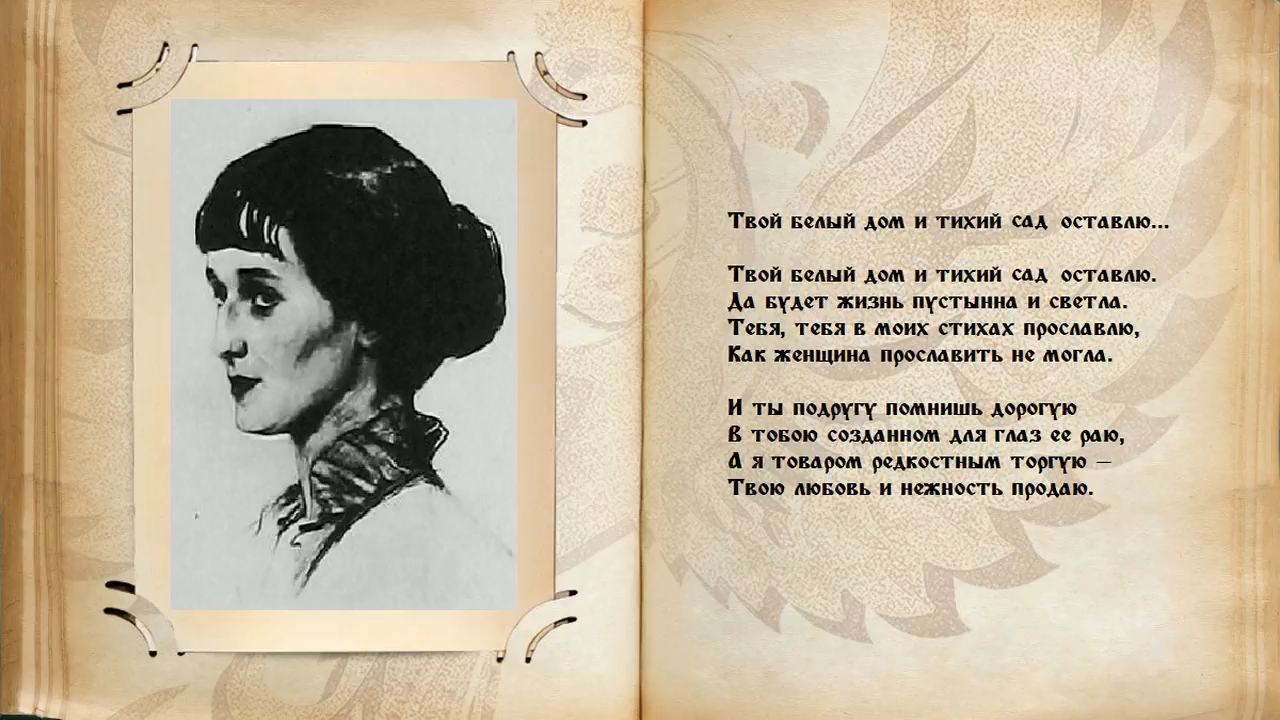 Твой белый дом и тихий сад оставлю...
Твой белый дом и тихий сад оставлю.
Да будет жизнь пустынна и светла.
Тебя, тебя в моих стихах прославлю,
Как женщина прославить не могла.
И ты подругу помнишь дорогую
В тобою созданном для глаз ее раю,
А я товаром редкостным торгую –
Твою любовь и нежность продаю.